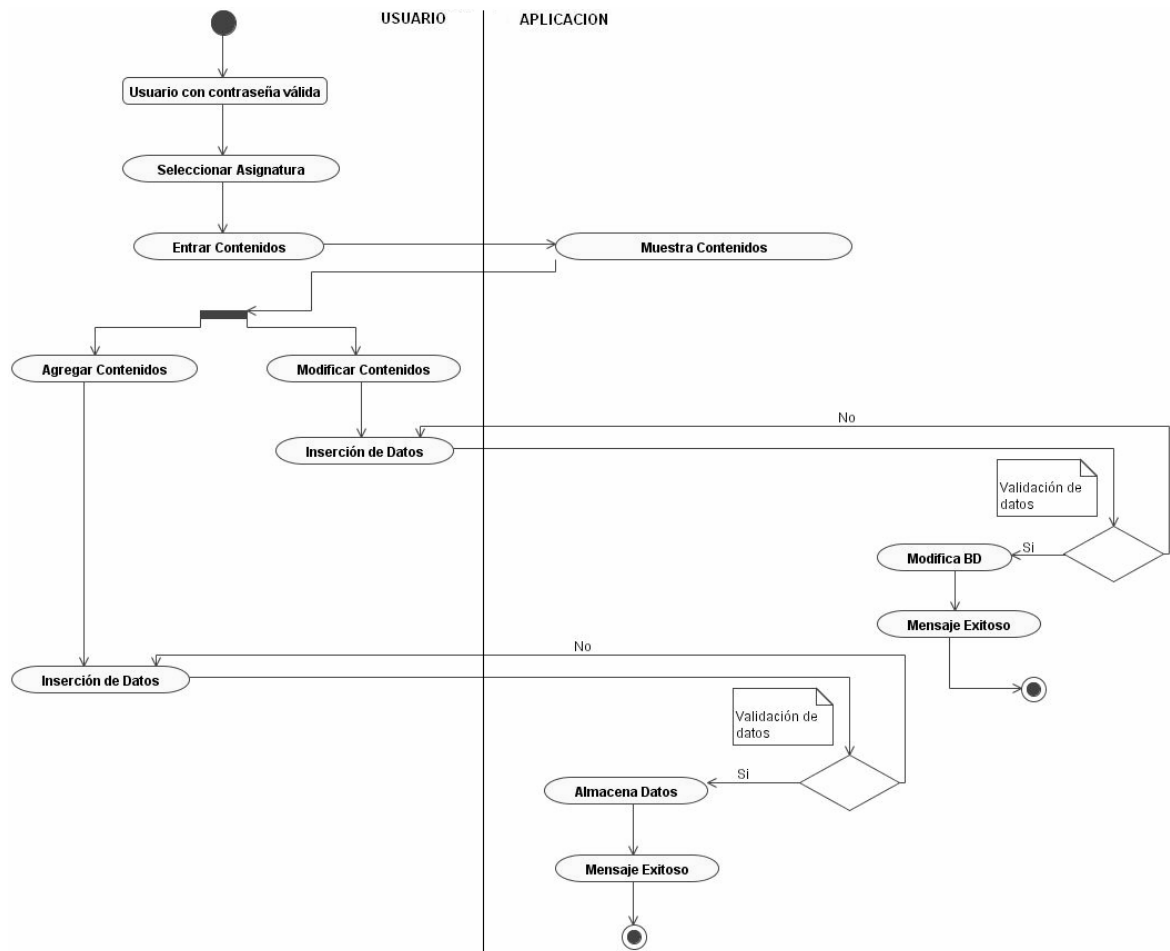 USUARIO
APLICACION
Usuario con contraseña válida
Seleccionar Asignatura
Entrar Contenidos
Muestra Contenidos
Agregar Contenidos
Modificar Contenidos
No
Inserción de Datos
Validación de
datos
Si
Modifica BD
Mensaje Exitoso
No
Inserción de Datos
Validación de
datos
Si
Almacena Datos
Mensaje Exitoso